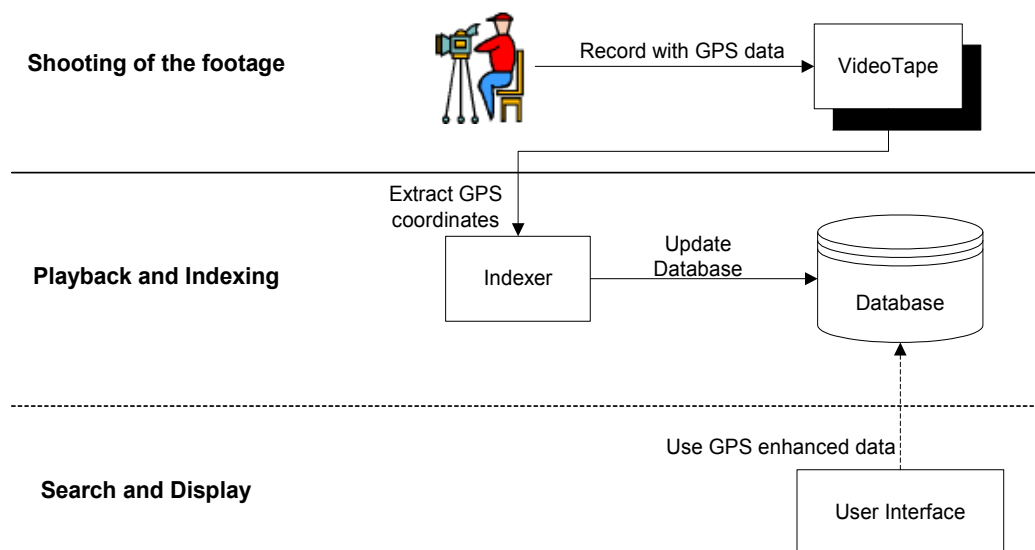 Shooting of the footage
Record with GPS data
VideoTape
Extract GPS
coordinates
Playback and Indexing
Indexer
Update
Database
Database
Use GPS enhanced data
Search and Display
User Interface